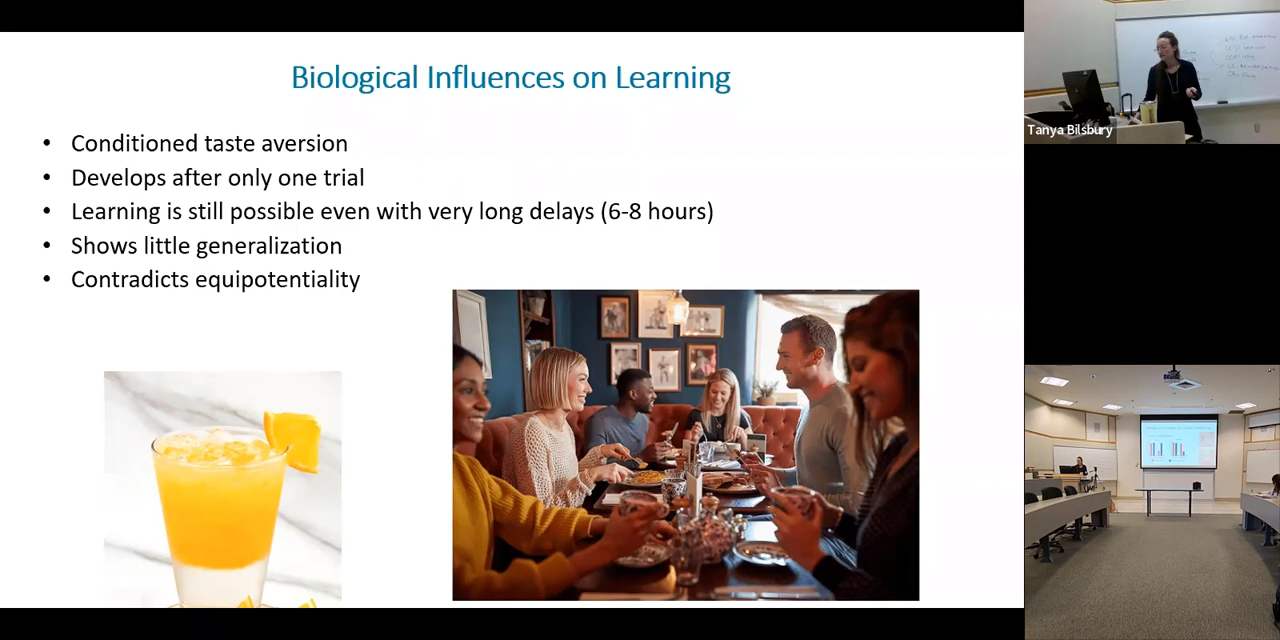 Biological Influences on Learning
• Conditioned taste aversion
• Develops after only one trial
• Learning is still possible even with very long delays (6-8 hours)
• Shows little generalization
• Contradicts equipotentiality
Tanya Bilsbury